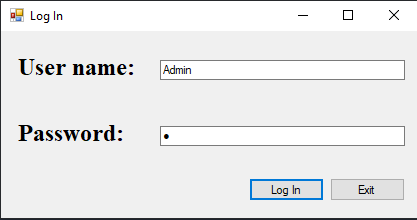 Log In
User name: Admin
Password: ●
Log In Exit